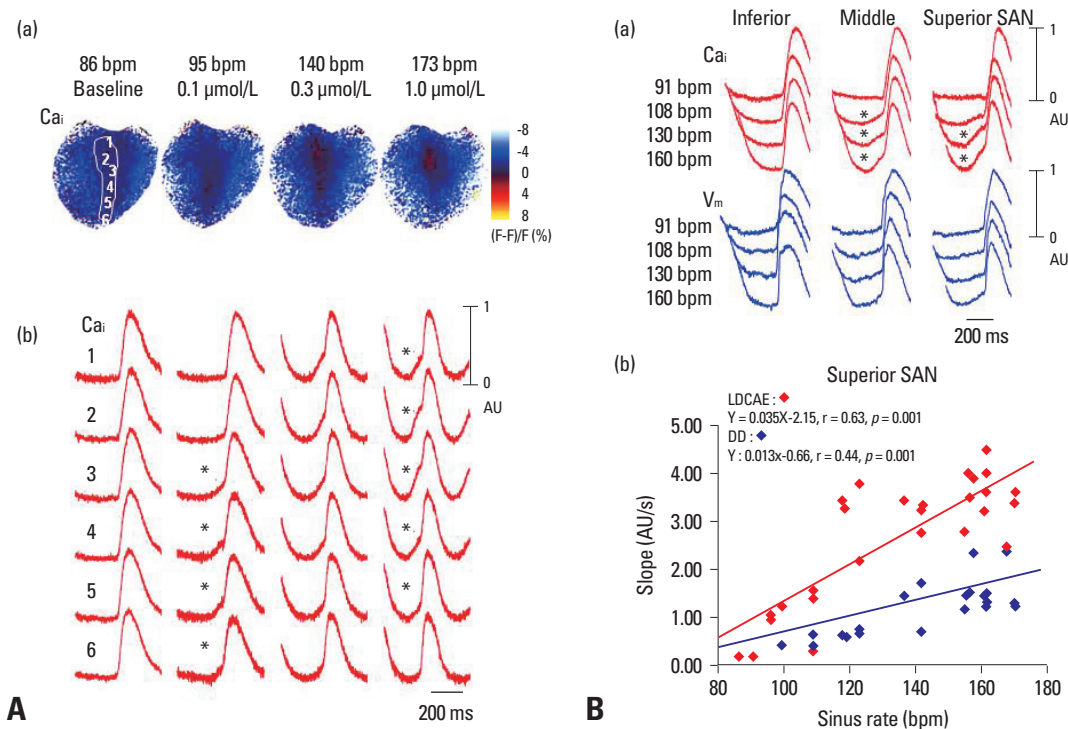 (a)
86 bpm
Baseline
95 bpm
0.1 μmol/L
140 bpm
0.3 μmol/L
173 bpm
1.0 μmol/L
Cai
1
2
3
4
5
6
-8
-4
0
4
8
(F-F)/F (%)
(b)
Cai
1
2
3
4
5
6
1
0
AU
*
*
*
*
*
*
*
*
*
200 ms
A
(a)
Inferior
Middle
Superior SAN
Cai
91 bpm
108 bpm
130 bpm
160 bpm
*
*
*
*
*
1
0
AU
Vm
91 bpm
108 bpm
130 bpm
160 bpm
1
0
AU
200 ms
(b)
Superior SAN
LDCAE :
Y = 0.035X-2.15, r = 0.63, p = 0.001
DD :
Y : 0.013x-0.66, r = 0.44, p = 0.001
Slope (AU/s)
5.00
4.00
3.00
2.00
1.00
0.00
80 100 120 140 160 180
Sinus rate (bpm)
B